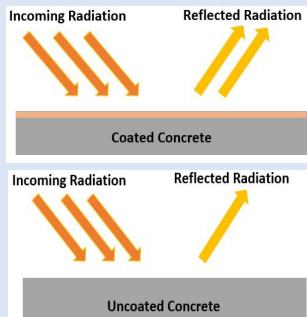 Incoming Radiation
Reflected Radiation
Coated Concrete
Incoming Radiation
Reflected Radiation
Uncoated Concrete